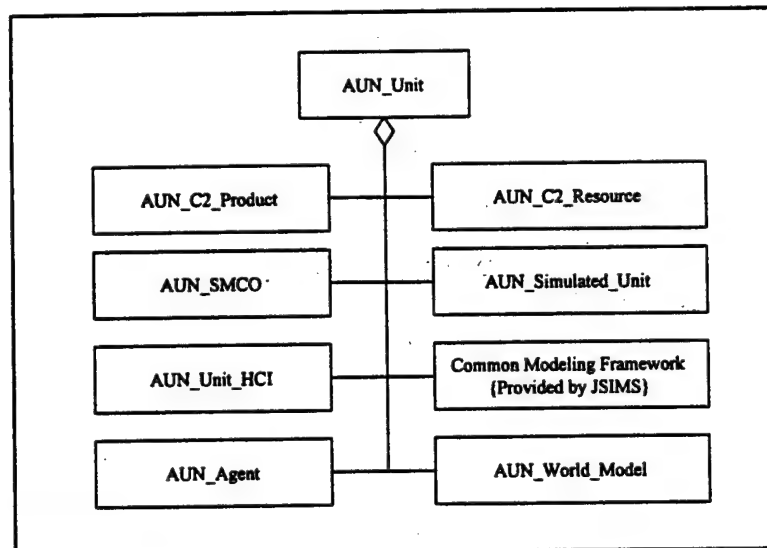 AUN_Unit
AUN_C2_Product
AUN_C2_Resource
AUN_SMCO
AUN_Simulated_Unit
AUN_Unit_HCI
Common Modeling Framework
{Provided by JSIMS}
AUN_Agent
AUN_World_Model